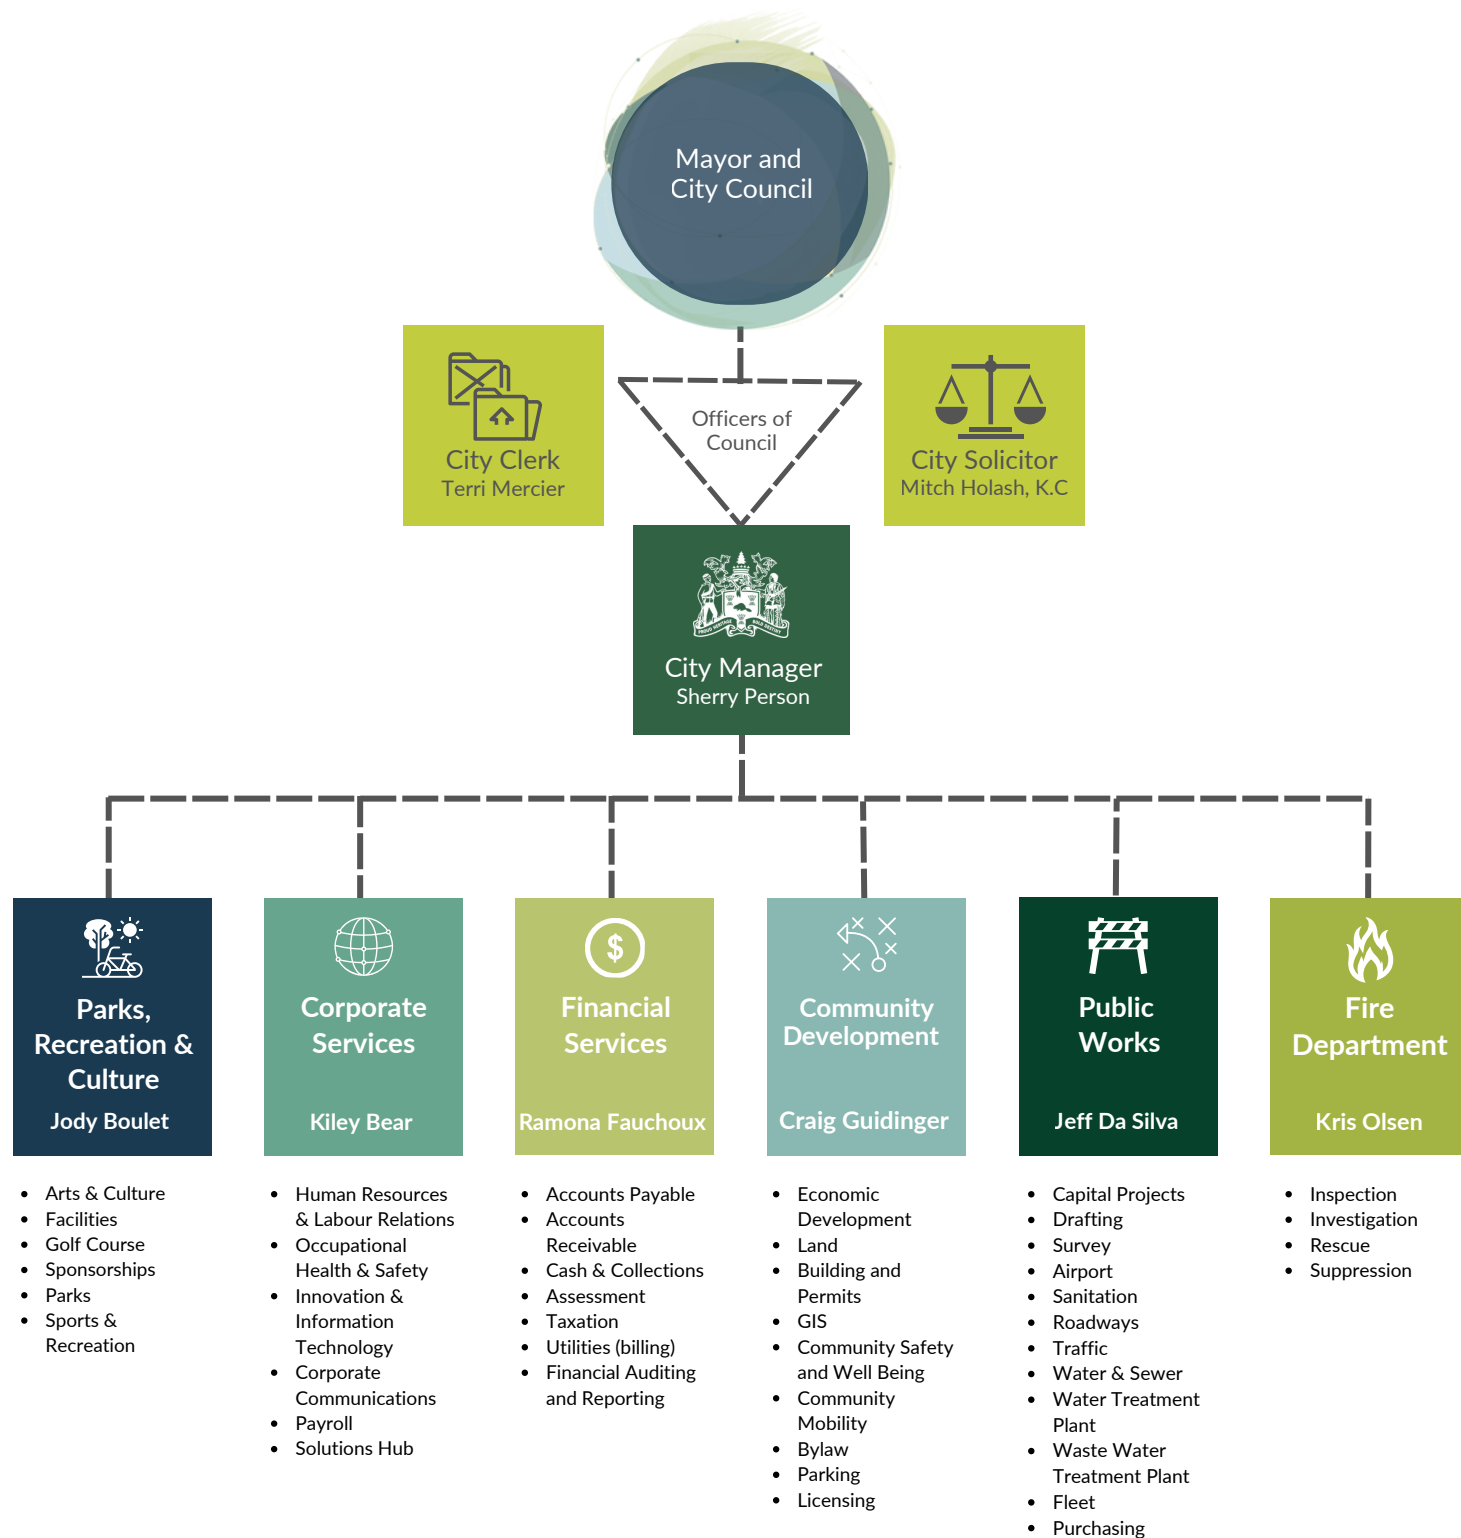 Mayor and
City Council
Officers of
Council
City Clerk
Terri Mercier
City Solicitor
Mitch Holash, K.C
PROUD HERITAGE BOLD DESTINY
City Manager
Sherry Person
Parks,
Recreation &
Culture
Jody Boulet
• Arts & Culture
• Facilities
• Golf Course
• Sponsorships
• Parks
• Sports &
Recreation
Corporate
Services
Kiley Bear
• Human Resources
& Labour Relations
• Occupational
Health & Safety
• Innovation &
Information
Technology
• Corporate
Communications
• Payroll
• Solutions Hub
$
Financial
Services
Ramona Fauchoux
• Accounts Payable
• Accounts
Receivable
• Cash & Collections
• Assessment
• Taxation
• Utilities (billing)
• Financial Auditing
and Reporting
Community
Development
Craig Guidinger
• Economic
Development
• Land
• Building and
Permits
• GIS
• Community Safety
and Well Being
• Community
Mobility
• Bylaw
• Parking
• Licensing
Public
Works
Jeff Da Silva
• Capital Projects
• Drafting
• Survey
• Airport
• Sanitation
• Roadways
• Traffic
• Water & Sewer
• Water Treatment
Plant
• Waste Water
Treatment Plant
• Fleet
• Purchasing
Fire
Department
Kris Olsen
• Inspection
• Investigation
• Rescue
• Suppression